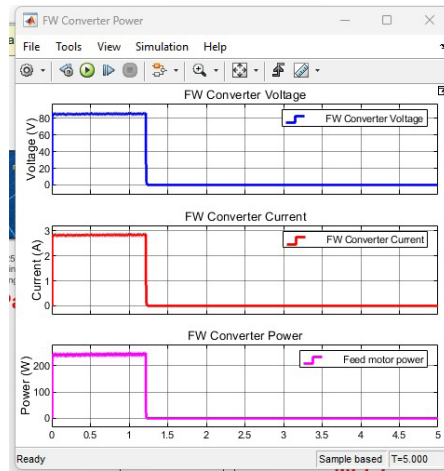 FW Converter Power
File Tools View Simulation Help
FW Converter Voltage
FW Converter Voltage
Voltage (V)
80
60
40
20
0
FW Converter Current
FW Converter Current
Current (A)
3
2
1
0
FW Converter Power
Feed motor power
Power (W)
200
100
0
0 0.5 1 1.5 2 2.5 3 3.5 4 4.5 5
Ready Sample based T=5.000